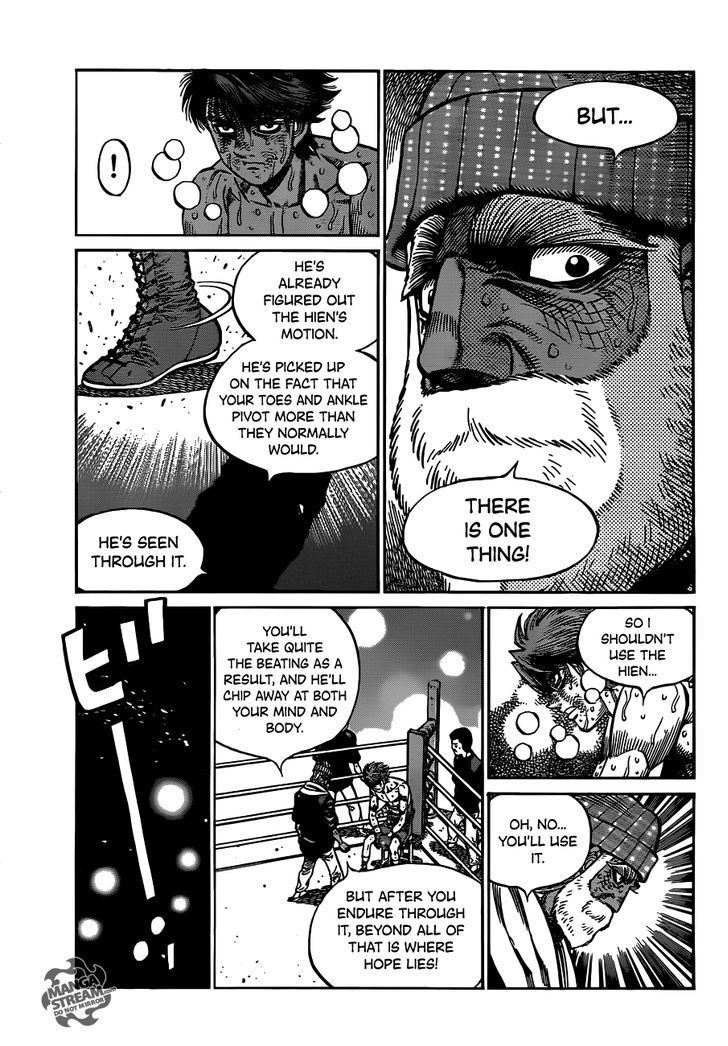 BUT...
THERE
IS ONE
THING!
!
HE'S
ALREADY
FIGURED OUT
THE HIEN'S
MOTION.
HE'S PICKED UP
ON THE FACT THAT
YOUR TOES AND ANKLE
PIVOT MORE THAN
THEY NORMALLY
WOULD.
HE'S SEEN
THROUGH IT.
SO I
SHOULDN'T
USE THE
HIEN...
OH, NO...
YOU'LL USE
IT.
YOU'LL
TAKE QUITE
THE BEATING AS A
RESULT, AND HE'LL
CHIP AWAY AT BOTH
YOUR MIND AND
BODY.
BUT AFTER YOU
ENDURE THROUGH
IT, BEYOND ALL OF
THAT IS WHERE
HOPE LIES!
ビーッ
MANGA
STREAM.com
DO NOT MIRROR